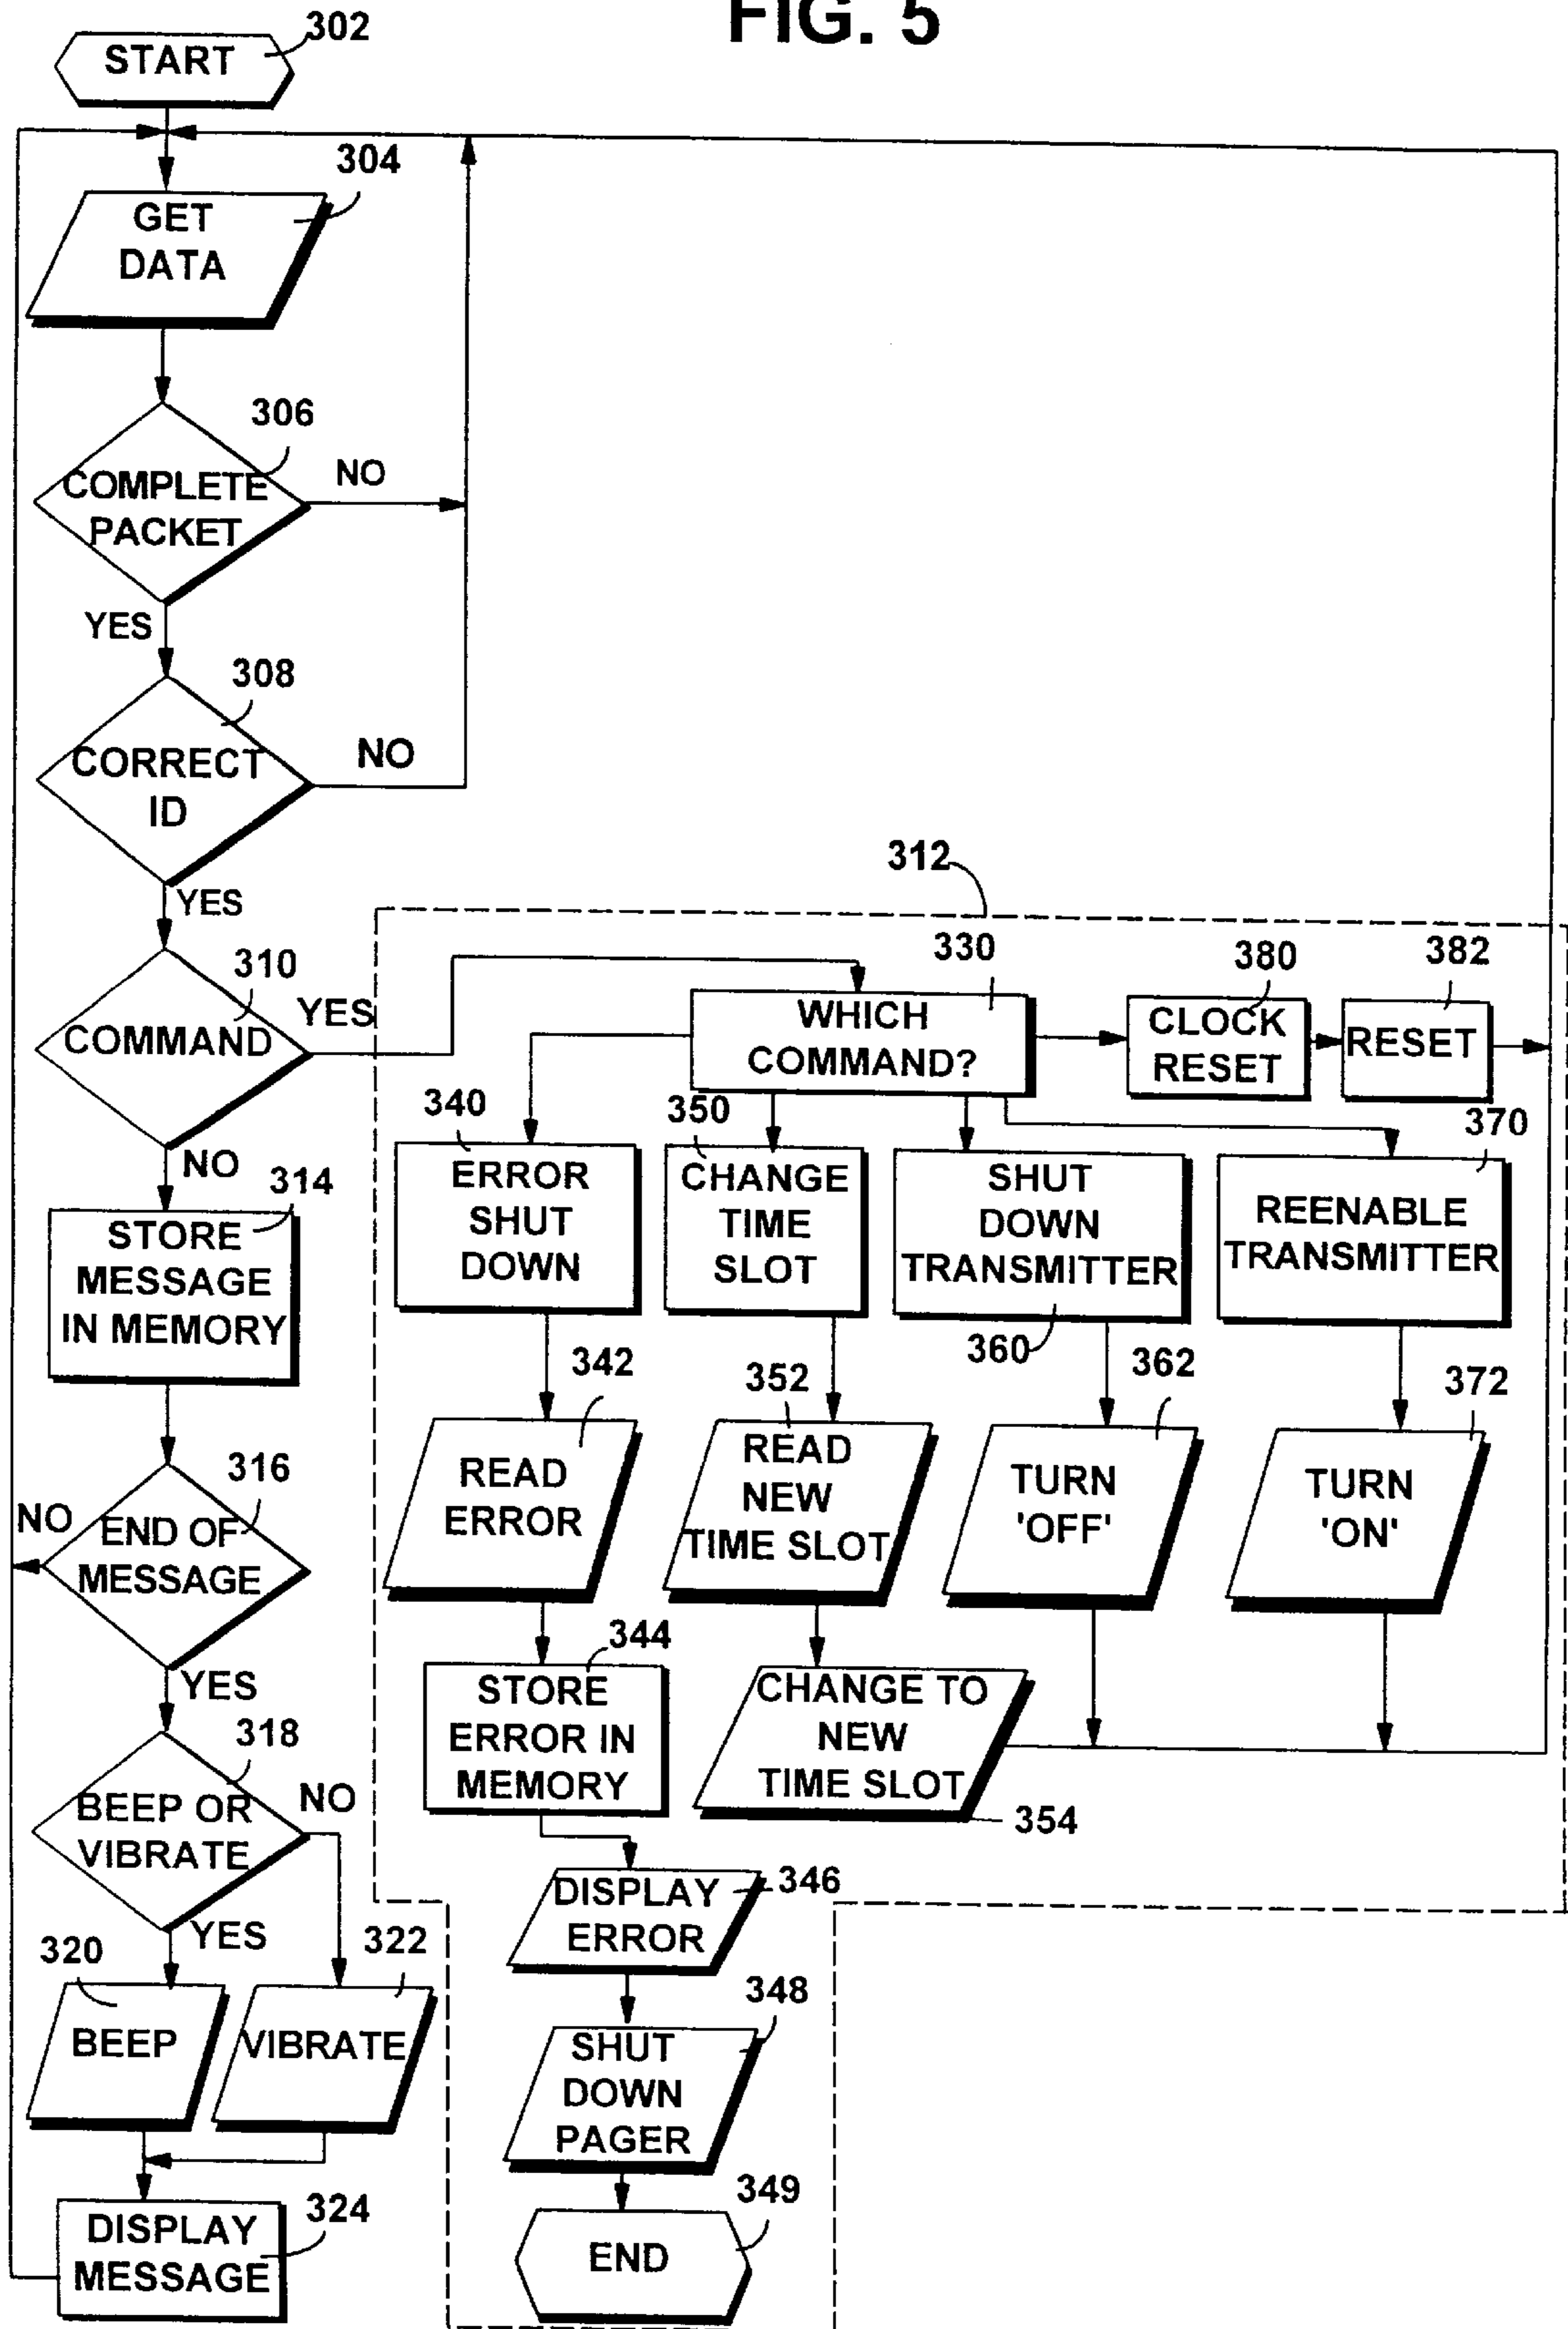 FIG. 5
302
START
304
GET
DATA
306
COMPLETE
PACKET
NO
YES
308
CORRECT
ID
NO
YES
312
310
COMMAND
YES
NO
330
WHICH
COMMAND?
380
CLOCK
RESET
382
RESET
314
STORE
MESSAGE
IN MEMORY
340
ERROR
SHUT
DOWN
350
CHANGE
TIME
SLOT
SHUT
DOWN
TRANSMITTER
360
370
REENABLE
TRANSMITTER
342
READ
ERROR
352
READ
NEW
TIME SLOT
362
TURN
'OFF'
372
TURN
'ON'
316
END OF
MESSAGE
NO
YES
344
STORE
ERROR IN
MEMORY
CHANGE TO
NEW
TIME SLOT
354
318
BEEP OR
VIBRATE
NO
YES
346
DISPLAY
ERROR
320
BEEP
322
VIBRATE
348
SHUT
DOWN
PAGER
324
DISPLAY
MESSAGE
349
END